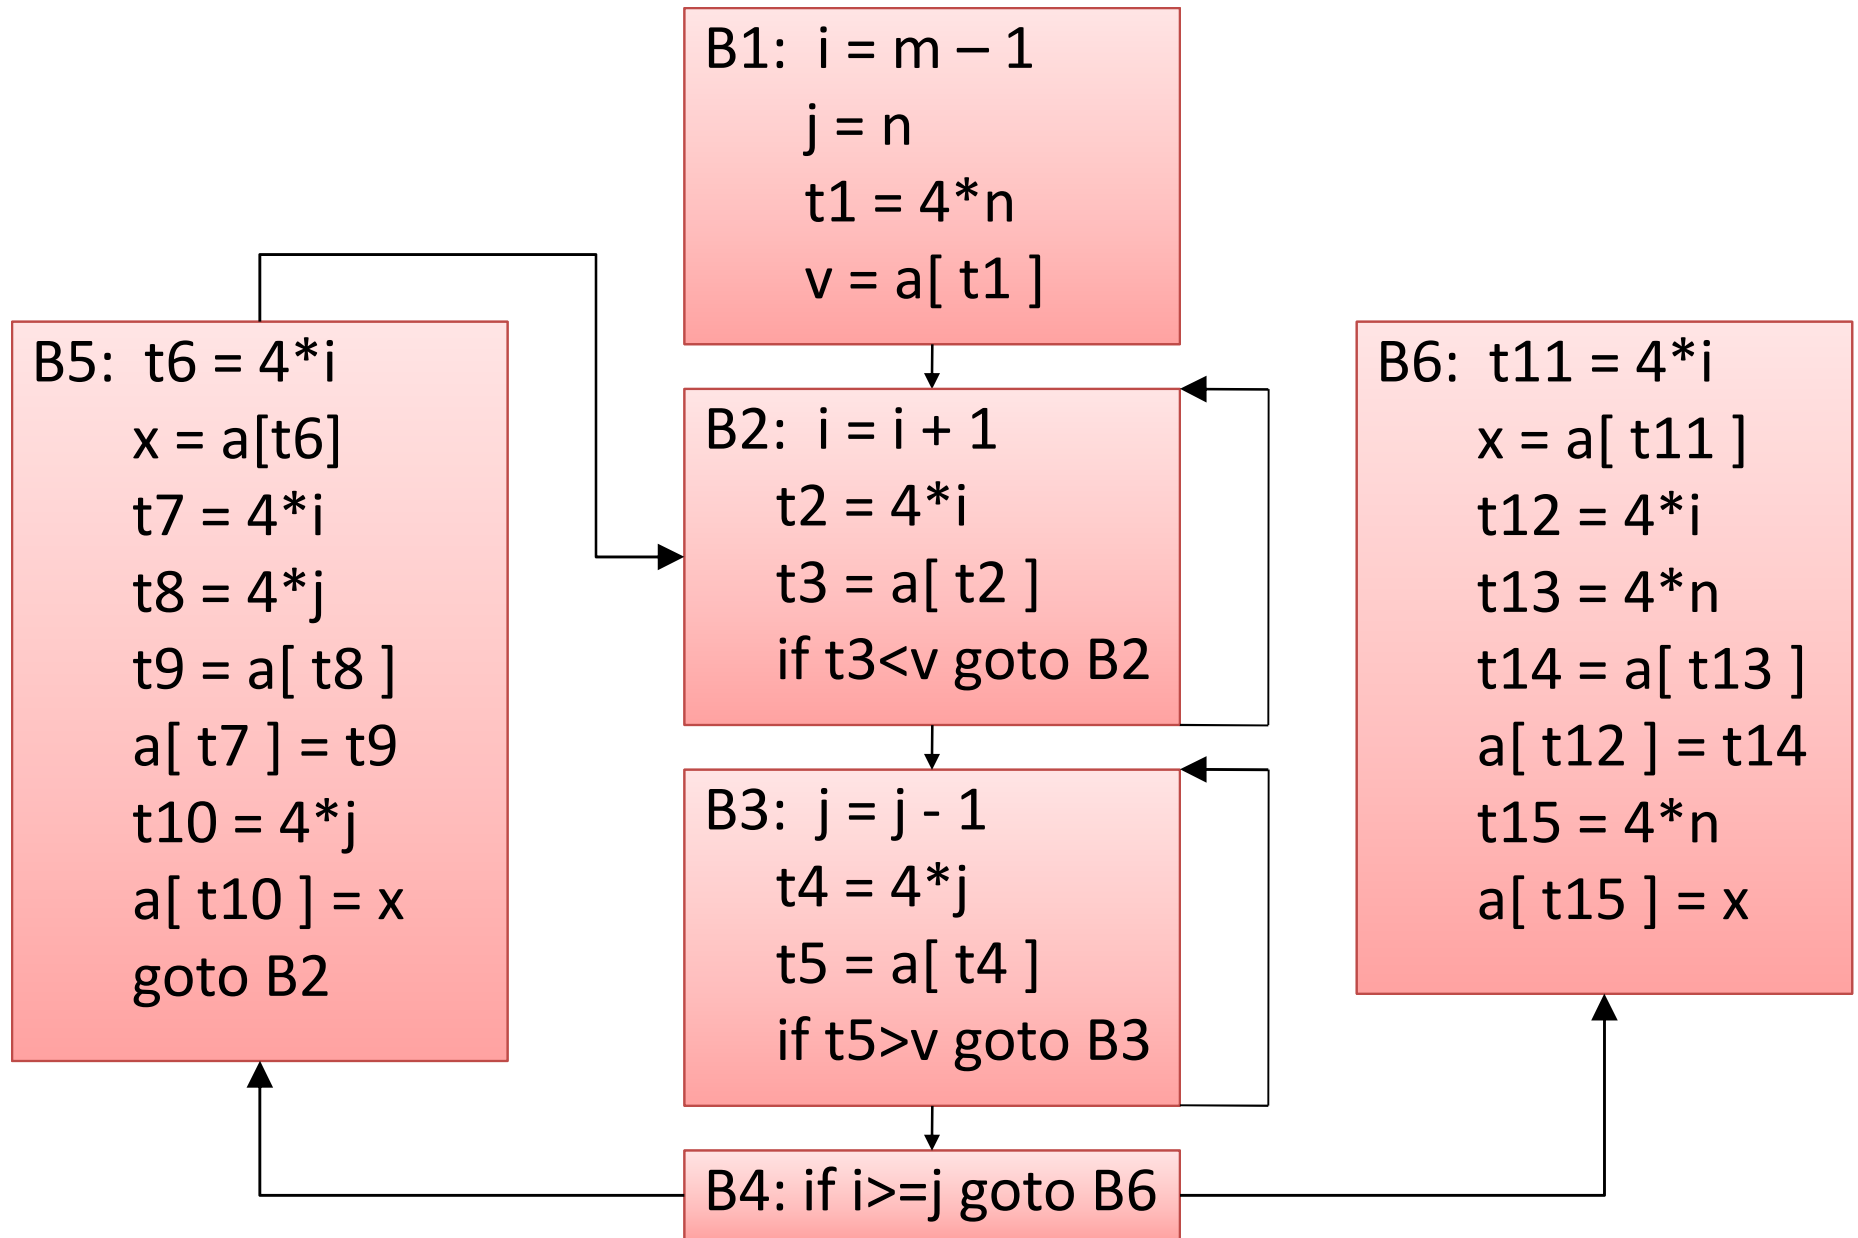 B1: i = m – 1
j = n
t1 = 4*n
v = a[ t1 ]
B5: t6 = 4*i
x = a[t6]
t7 = 4*i
t8 = 4*j
t9 = a[ t8 ]
a[ t7 ] = t9
t10 = 4*j
a[ t10 ] = x
goto B2
B2: i = i + 1
t2 = 4*i
t3 = a[ t2 ]
if t3<v goto B2
B3: j = j - 1
t4 = 4*j
t5 = a[ t4 ]
if t5>v goto B3
B4: if i>=j goto B6
B6: t11 = 4*i
x = a[ t11 ]
t12 = 4*i
t13 = 4*n
t14 = a[ t13 ]
a[ t12 ] = t14
t15 = 4*n
a[ t15 ] = x